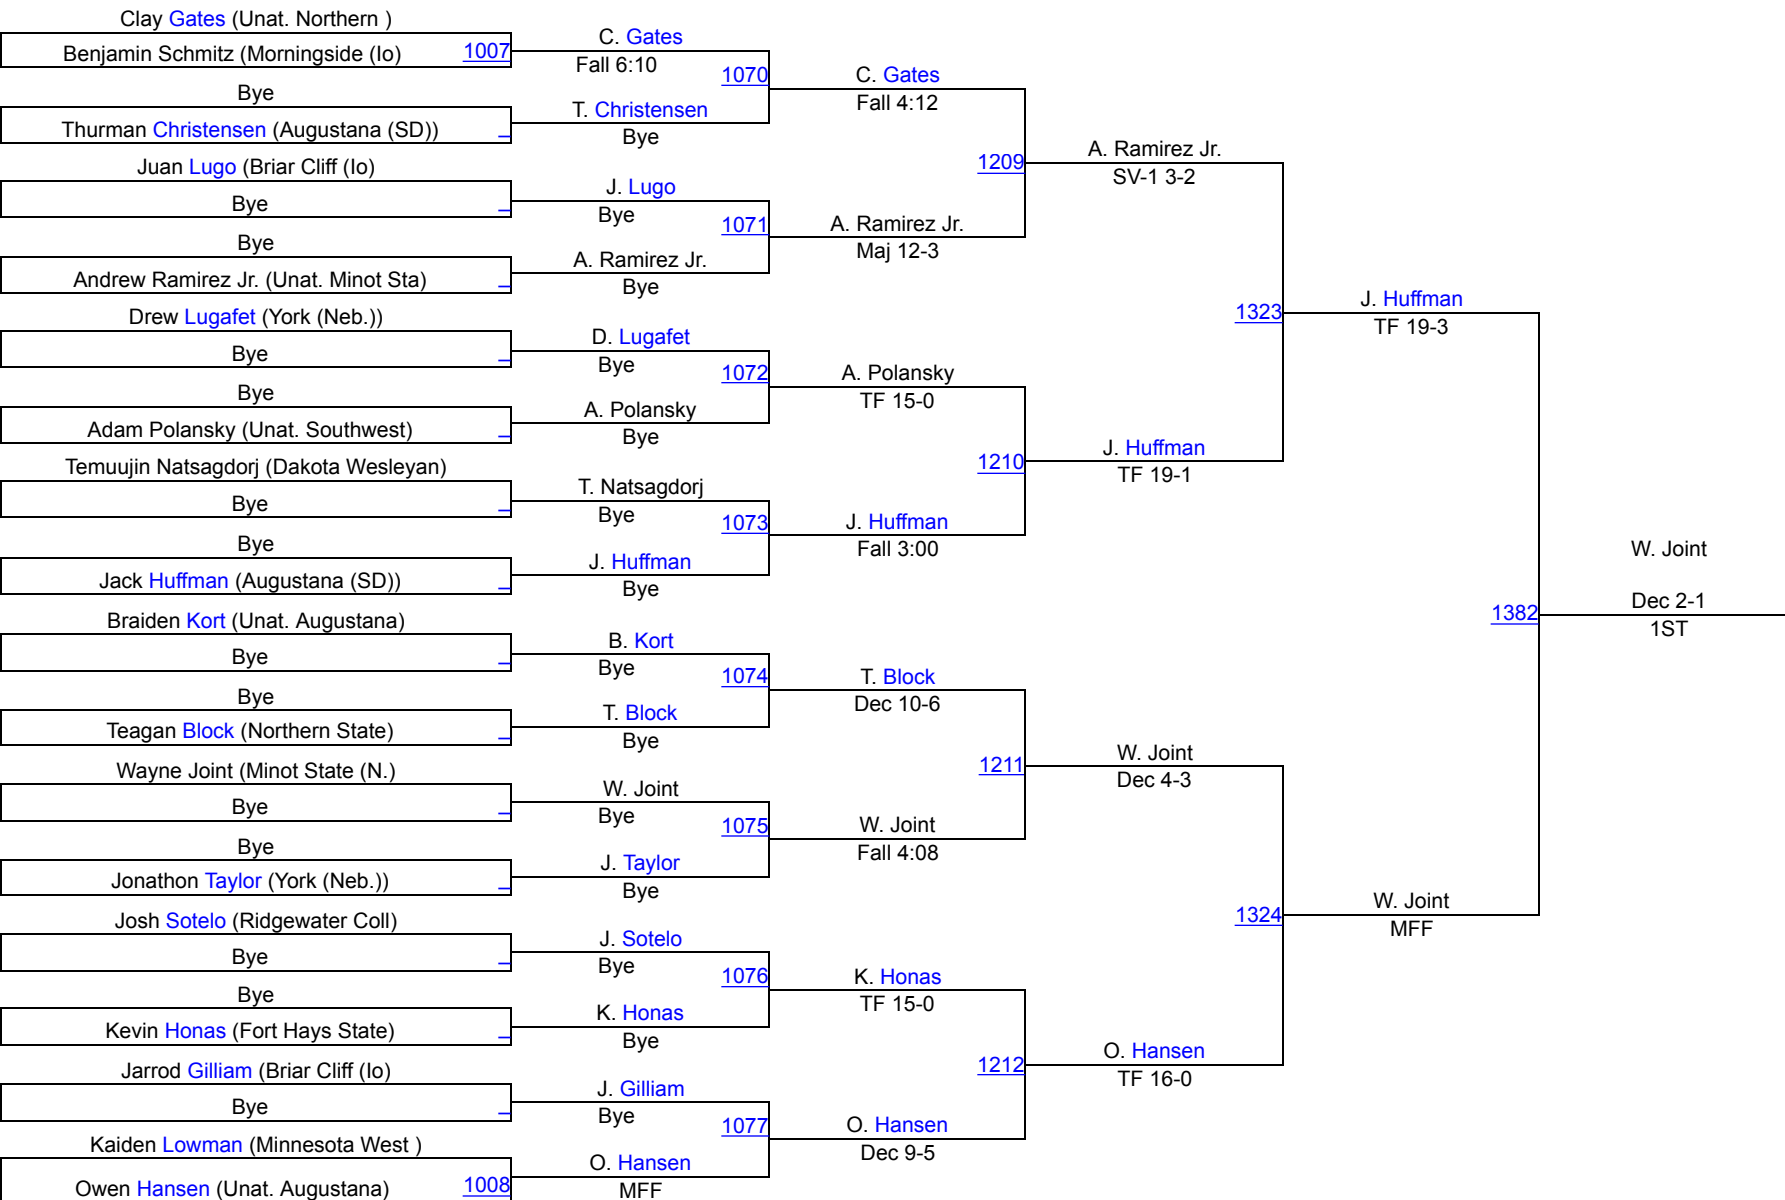 Clay Gates (Unat. Northern )
Benjamin Schmitz (Morningside (Io) 1007
Bye
Thurman Christensen (Augustana (SD))
Juan Lugo (Briar Cliff (Io)
Bye
Bye
Andrew Ramirez Jr. (Unat. Minot Sta)
Drew Lugafet (York (Neb.))
Bye
Bye
Adam Polansky (Unat. Southwest)
Temuujin Natsagdorj (Dakota Wesleyan)
Bye
Bye
Jack Huffman (Augustana (SD))
Braiden Kort (Unat. Augustana)
Bye
Bye
Teagan Block (Northern State)
Wayne Joint (Minot State (N.)
Bye
Bye
Jonathon Taylor (York (Neb.))
Josh Sotelo (Ridgewater Coll)
Bye
Bye
Kevin Honas (Fort Hays State)
Jarrod Gilliam (Briar Cliff (Io)
Bye
Kaiden Lowman (Minnesota West )
Owen Hansen (Unat. Augustana) 1008
C. Gates
Fall 6:10
1070
T. Christensen
Bye
J. Lugo
Bye
1071
A. Ramirez Jr.
Bye
D. Lugafet
Bye
1072
A. Polansky
Bye
T. Natsagdorj
Bye
1073
J. Huffman
Bye
B. Kort
Bye
1074
T. Block
Bye
W. Joint
Bye
1075
J. Taylor
Bye
J. Sotelo
Bye
1076
K. Honas
Bye
J. Gilliam
Bye
1077
O. Hansen
MFF
C. Gates
Fall 4:12
1209
A. Ramirez Jr.
Maj 12-3
A. Polansky
TF 15-0
1210
J. Huffman
Fall 3:00
T. Block
Dec 10-6
1211
W. Joint
Fall 4:08
K. Honas
TF 15-0
1212
O. Hansen
Dec 9-5
A. Ramirez Jr.
SV-1 3-2
1323
J. Huffman
TF 19-1
W. Joint
Dec 4-3
1324
O. Hansen
TF 16-0
J. Huffman
TF 19-3
1382
W. Joint
MFF
W. Joint
Dec 2-1
1ST